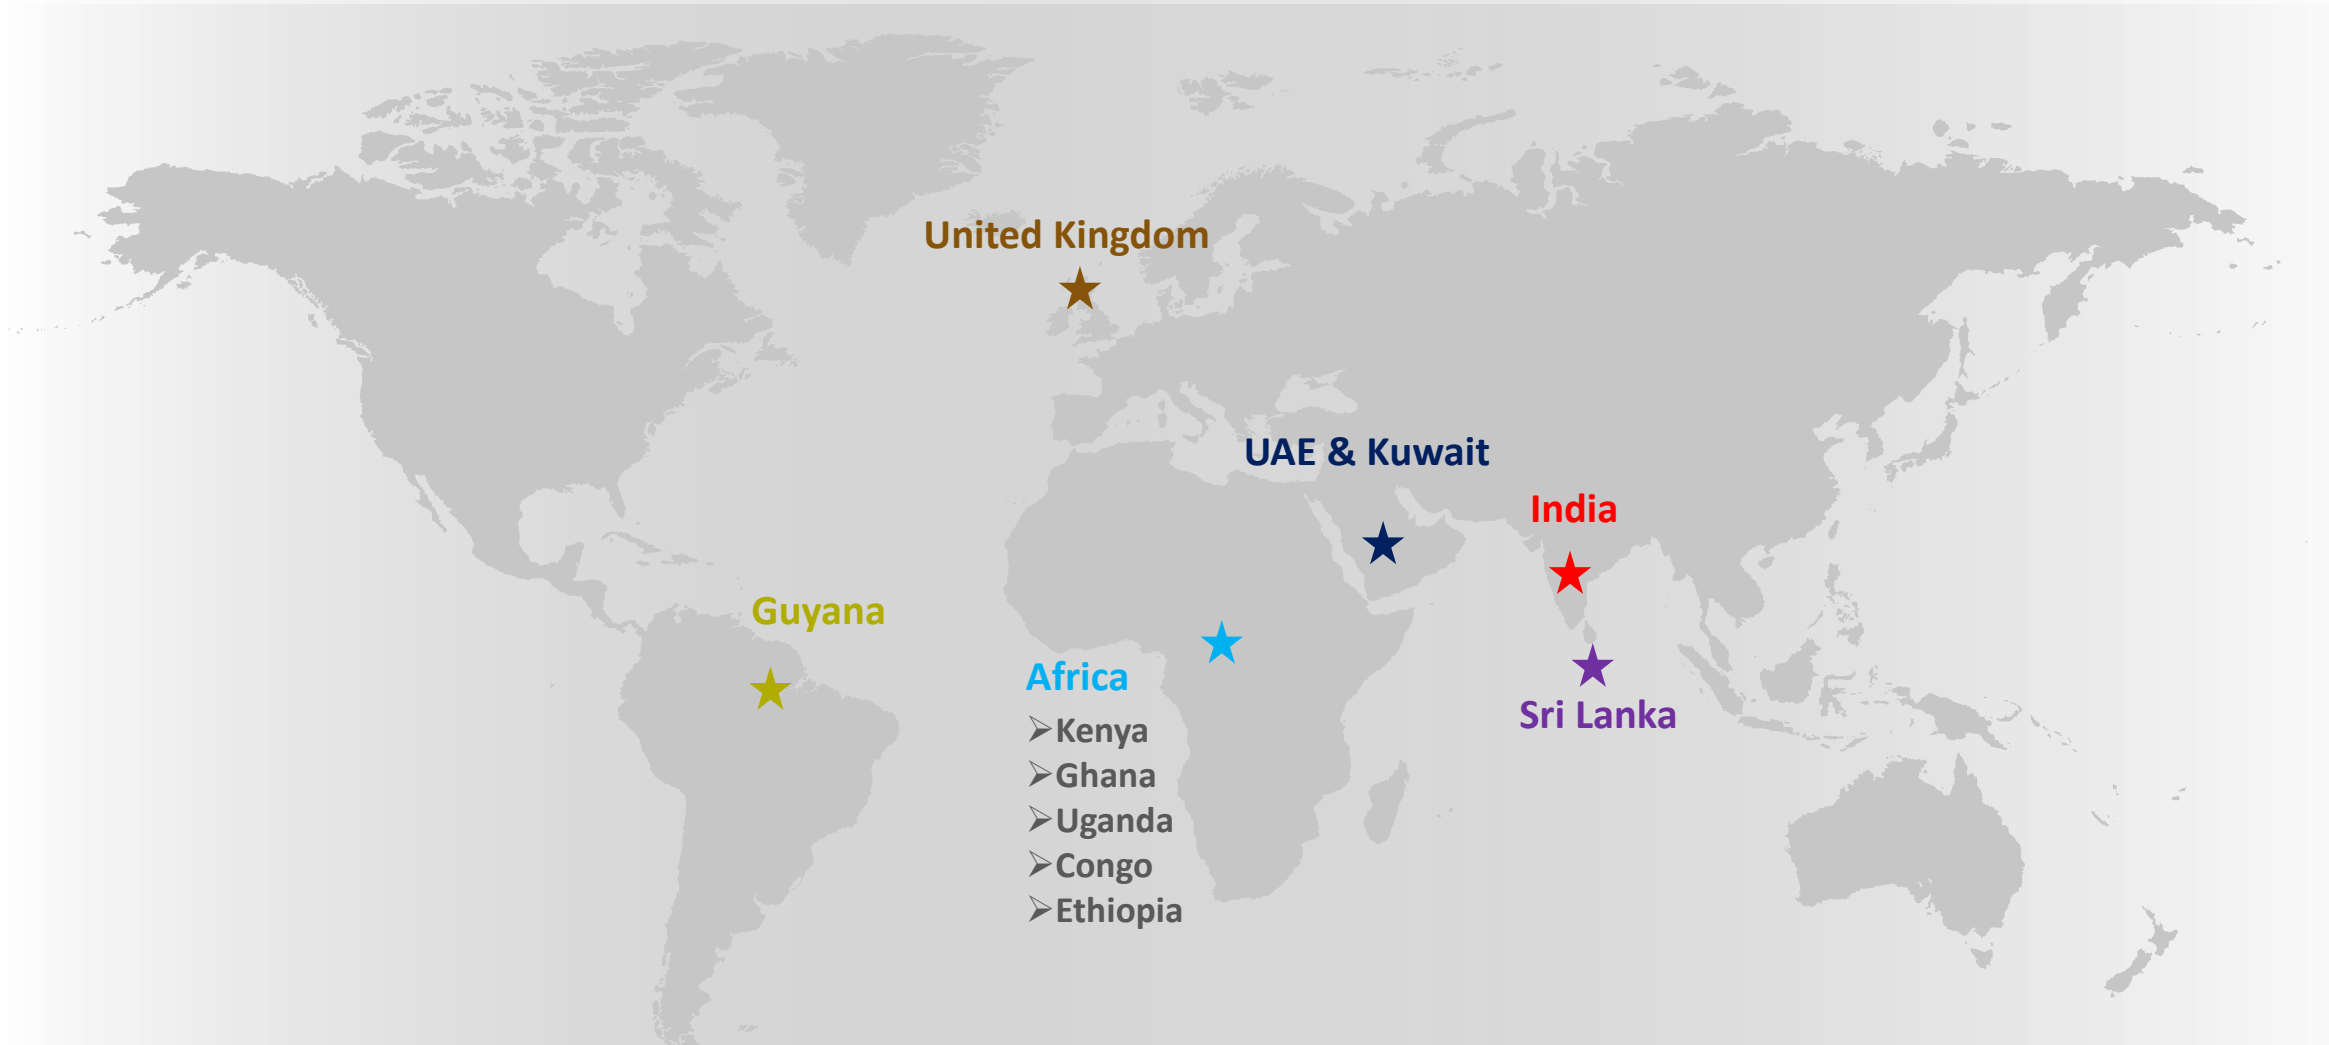 United Kingdom
UAE & Kuwait
India
Guyana
Africa
➢Kenya
➢Ghana
➢Uganda
➢Congo
➢Ethiopia
Sri Lanka